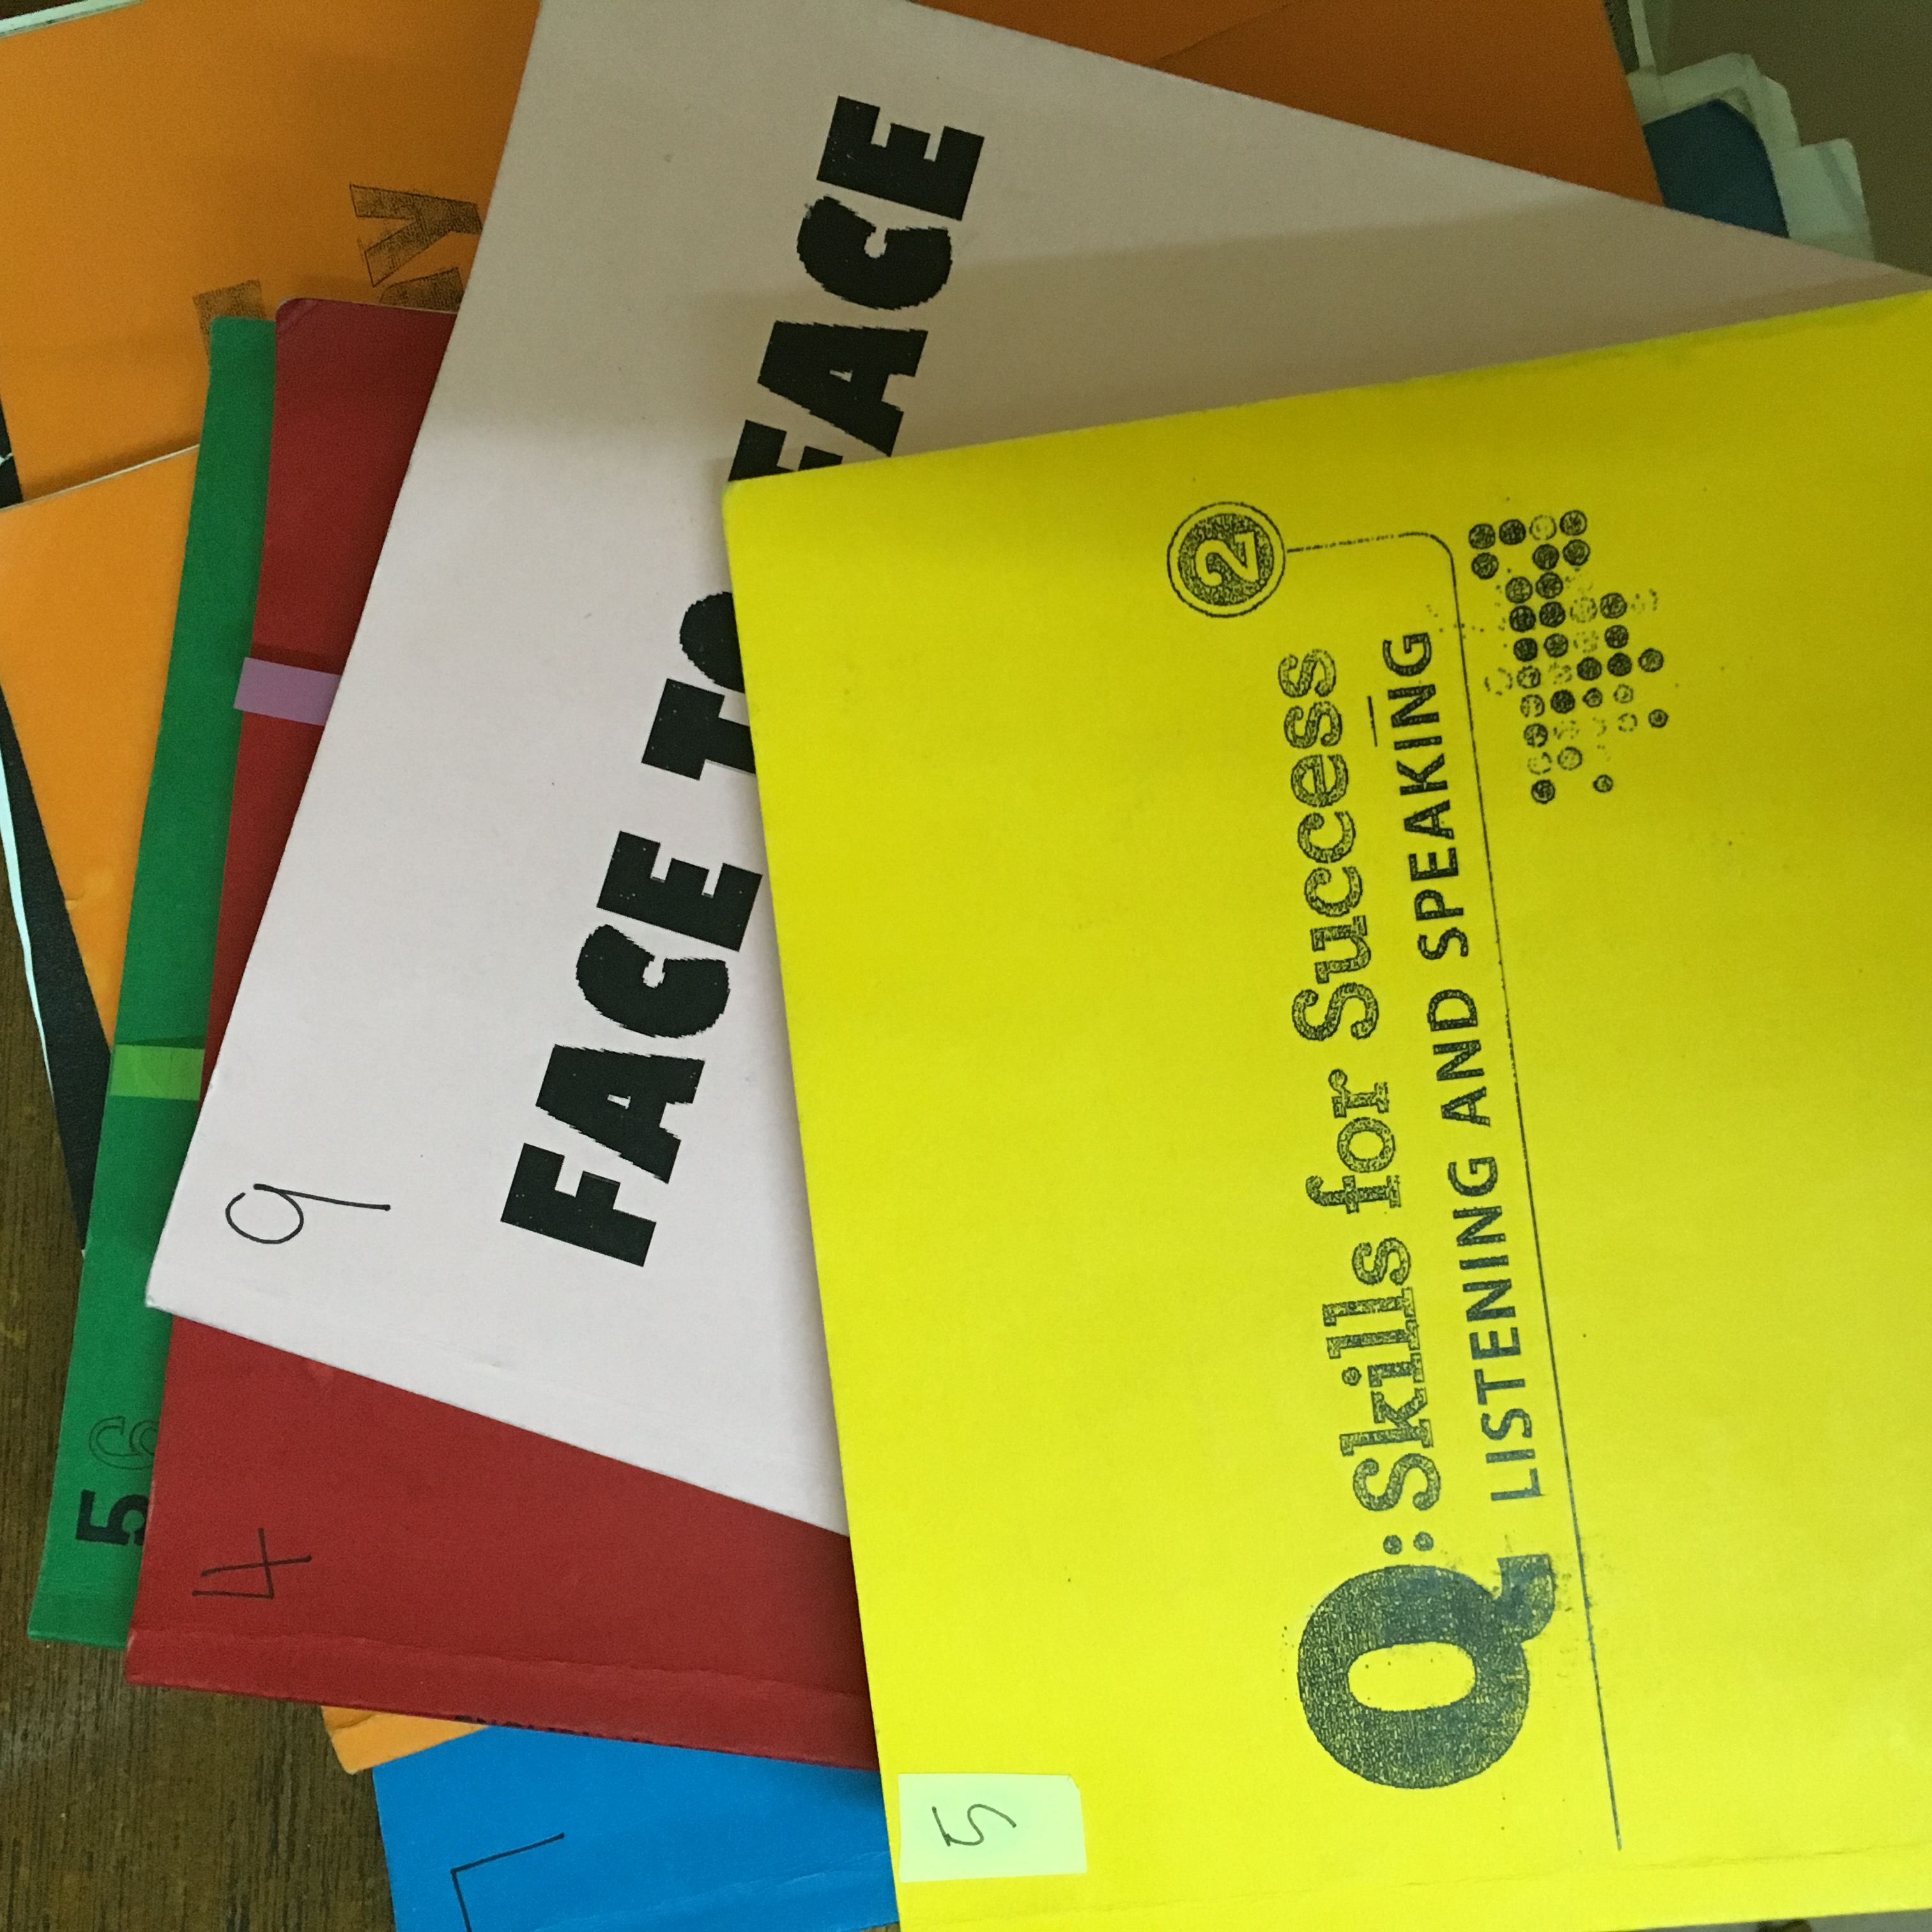 FACE TO FACE
9
2
Q: Skills for Success
LISTENING AND SPEAKING
5
4
5